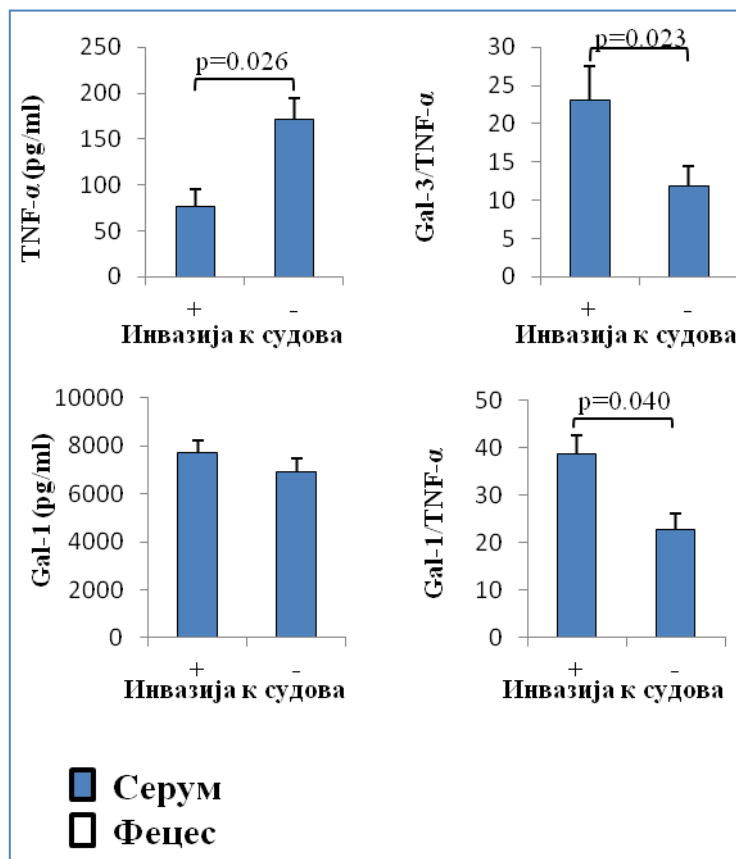 250
200
150
100
50
0
TNF-α (pg/ml)
p=0.026
+ -
Инвазија к судова
30
25
20
15
10
5
0
Gal-3/TNF-α
p=0.023
+ -
Инвазија к судова
10000
8000
6000
4000
2000
0
Gal-1 (pg/ml)
+ -
Инвазија к судова
50
40
30
20
10
0
Gal-1/TNF-α
p=0.040
+ -
Инвазија к судова
Серум
Фецес